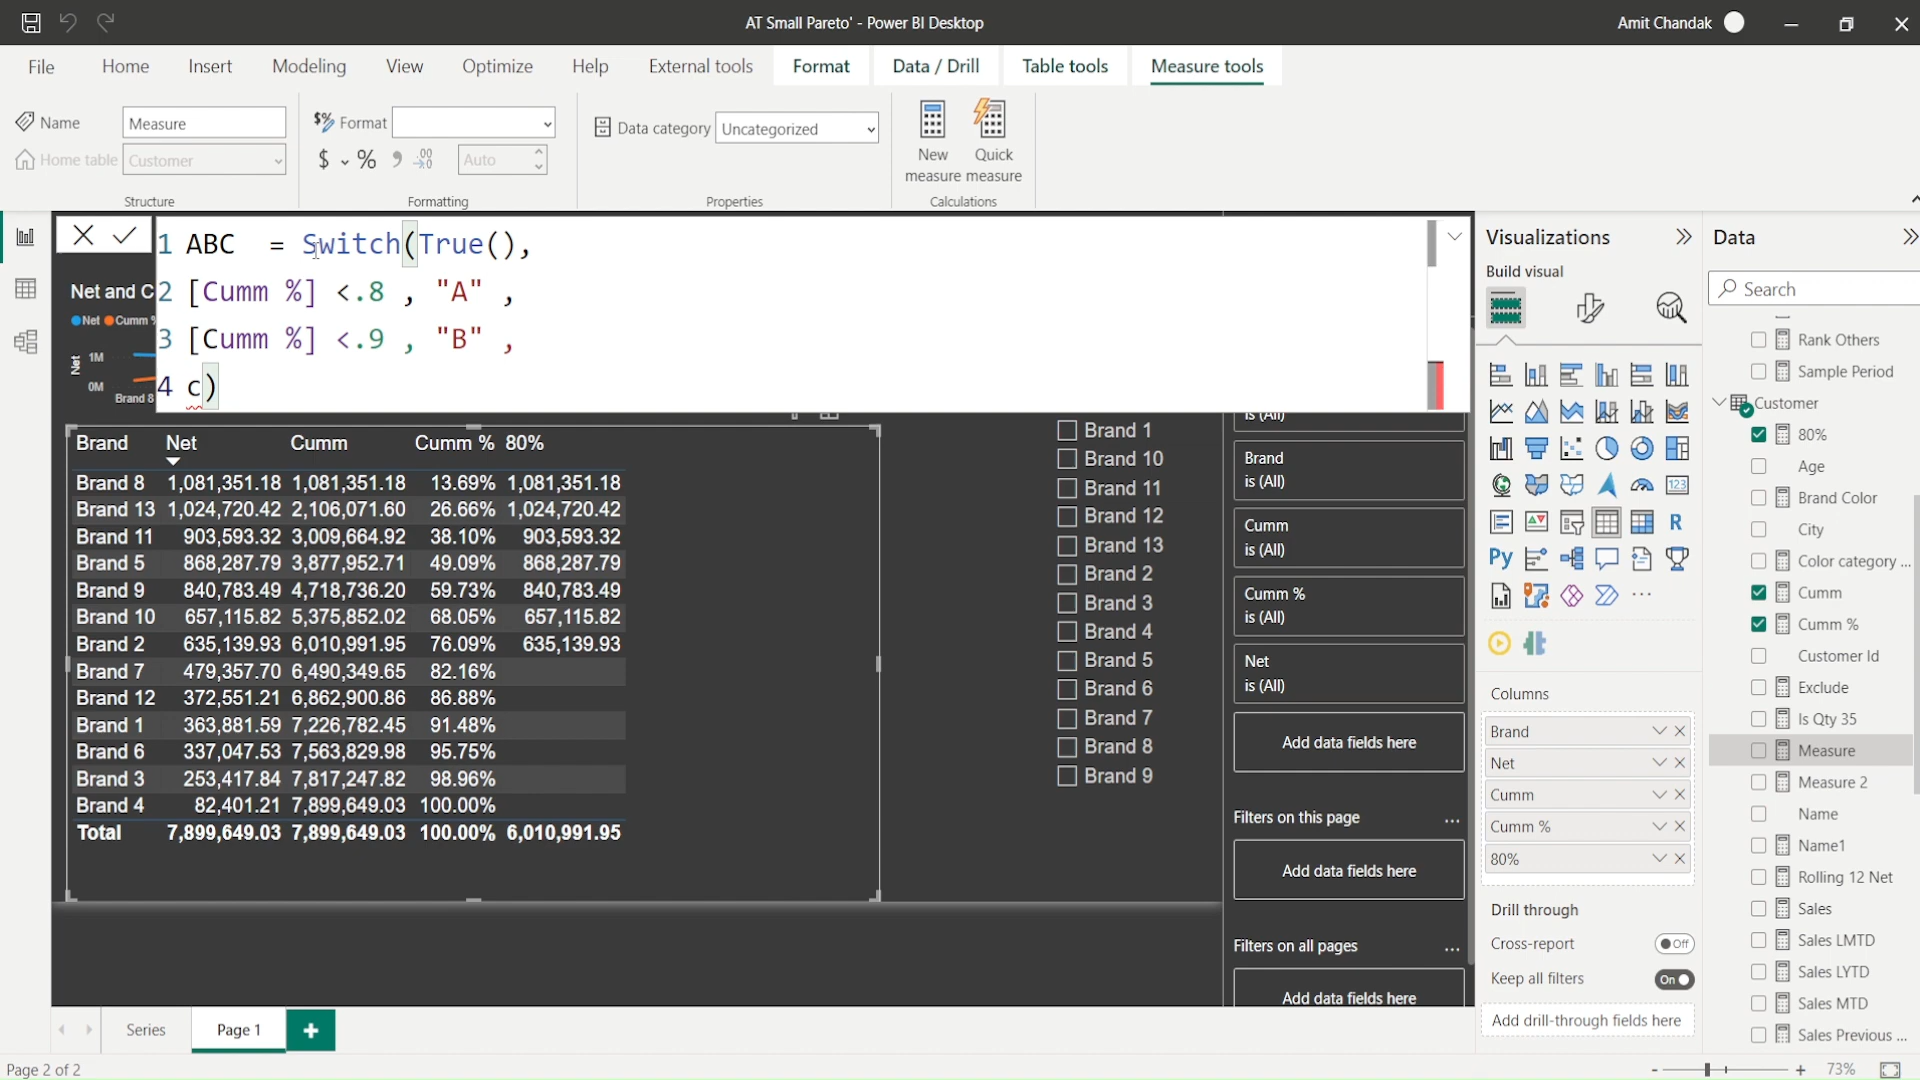 AT Small Pareto' - Power BI Desktop
Amit Chandak
File Home Insert Modeling View Optimize Help External tools Format Data / Drill Table tools Measure tools
Name Measure
Home table Customer
Structure
Format
$ % Auto
Formatting
Data category Uncategorized
Properties
New measure
Quick measure
Calculations
1 ABC = Switch(True(),
2 [Cumm %] <.8 , "A" ,
3 [Cumm %] <.9 , "B" ,
4 c)
Net and C
Net Cumm %
Net
1M
0M
Brand 8
Brand Net Cumm Cumm % 80%
Brand 8 1,081,351.18 1,081,351.18 13.69% 1,081,351.18
Brand 13 1,024,720.42 2,106,071.60 26.66% 1,024,720.42
Brand 11 903,593.32 3,009,664.92 38.10% 903,593.32
Brand 5 868,287.79 3,877,952.71 49.09% 868,287.79
Brand 9 840,783.49 4,718,736.20 59.73% 840,783.49
Brand 10 657,115.82 5,375,852.02 68.05% 657,115.82
Brand 2 635,139.93 6,010,991.95 76.09% 635,139.93
Brand 7 479,357.70 6,490,349.65 82.16%
Brand 12 372,551.21 6,862,900.86 86.88%
Brand 1 363,881.59 7,226,782.45 91.48%
Brand 6 337,047.53 7,563,829.98 95.75%
Brand 3 253,417.84 7,817,247.82 98.96%
Brand 4 82,401.21 7,899,649.03 100.00%
Total 7,899,649.03 7,899,649.03 100.00% 6,010,991.95
Brand 1
Brand 10
Brand 11
Brand 12
Brand 13
Brand 2
Brand 3
Brand 4
Brand 5
Brand 6
Brand 7
Brand 8
Brand 9
is (All)
Brand
is (All)
Cumm
is (All)
Cumm %
is (All)
Net
is (All)
Add data fields here
Filters on this page ...
Add data fields here
Filters on all pages ...
Add data fields here
Visualizations
Build visual
123
R
Py
...
Columns
Brand
Net
Cumm
Cumm %
80%
Drill through
Cross-report Off
Keep all filters On
Add drill-through fields here
Data
Search
Rank Others
Sample Period
Customer
80%
Age
Brand Color
City
Color category ...
Cumm
Cumm %
Customer Id
Exclude
Is Qty 35
Measure
Measure 2
Name
Name1
Rolling 12 Net
Sales
Sales LMTD
Sales LYTD
Sales MTD
Sales Previous ...
Series Page 1 +
Page 2 of 2
- + 73%